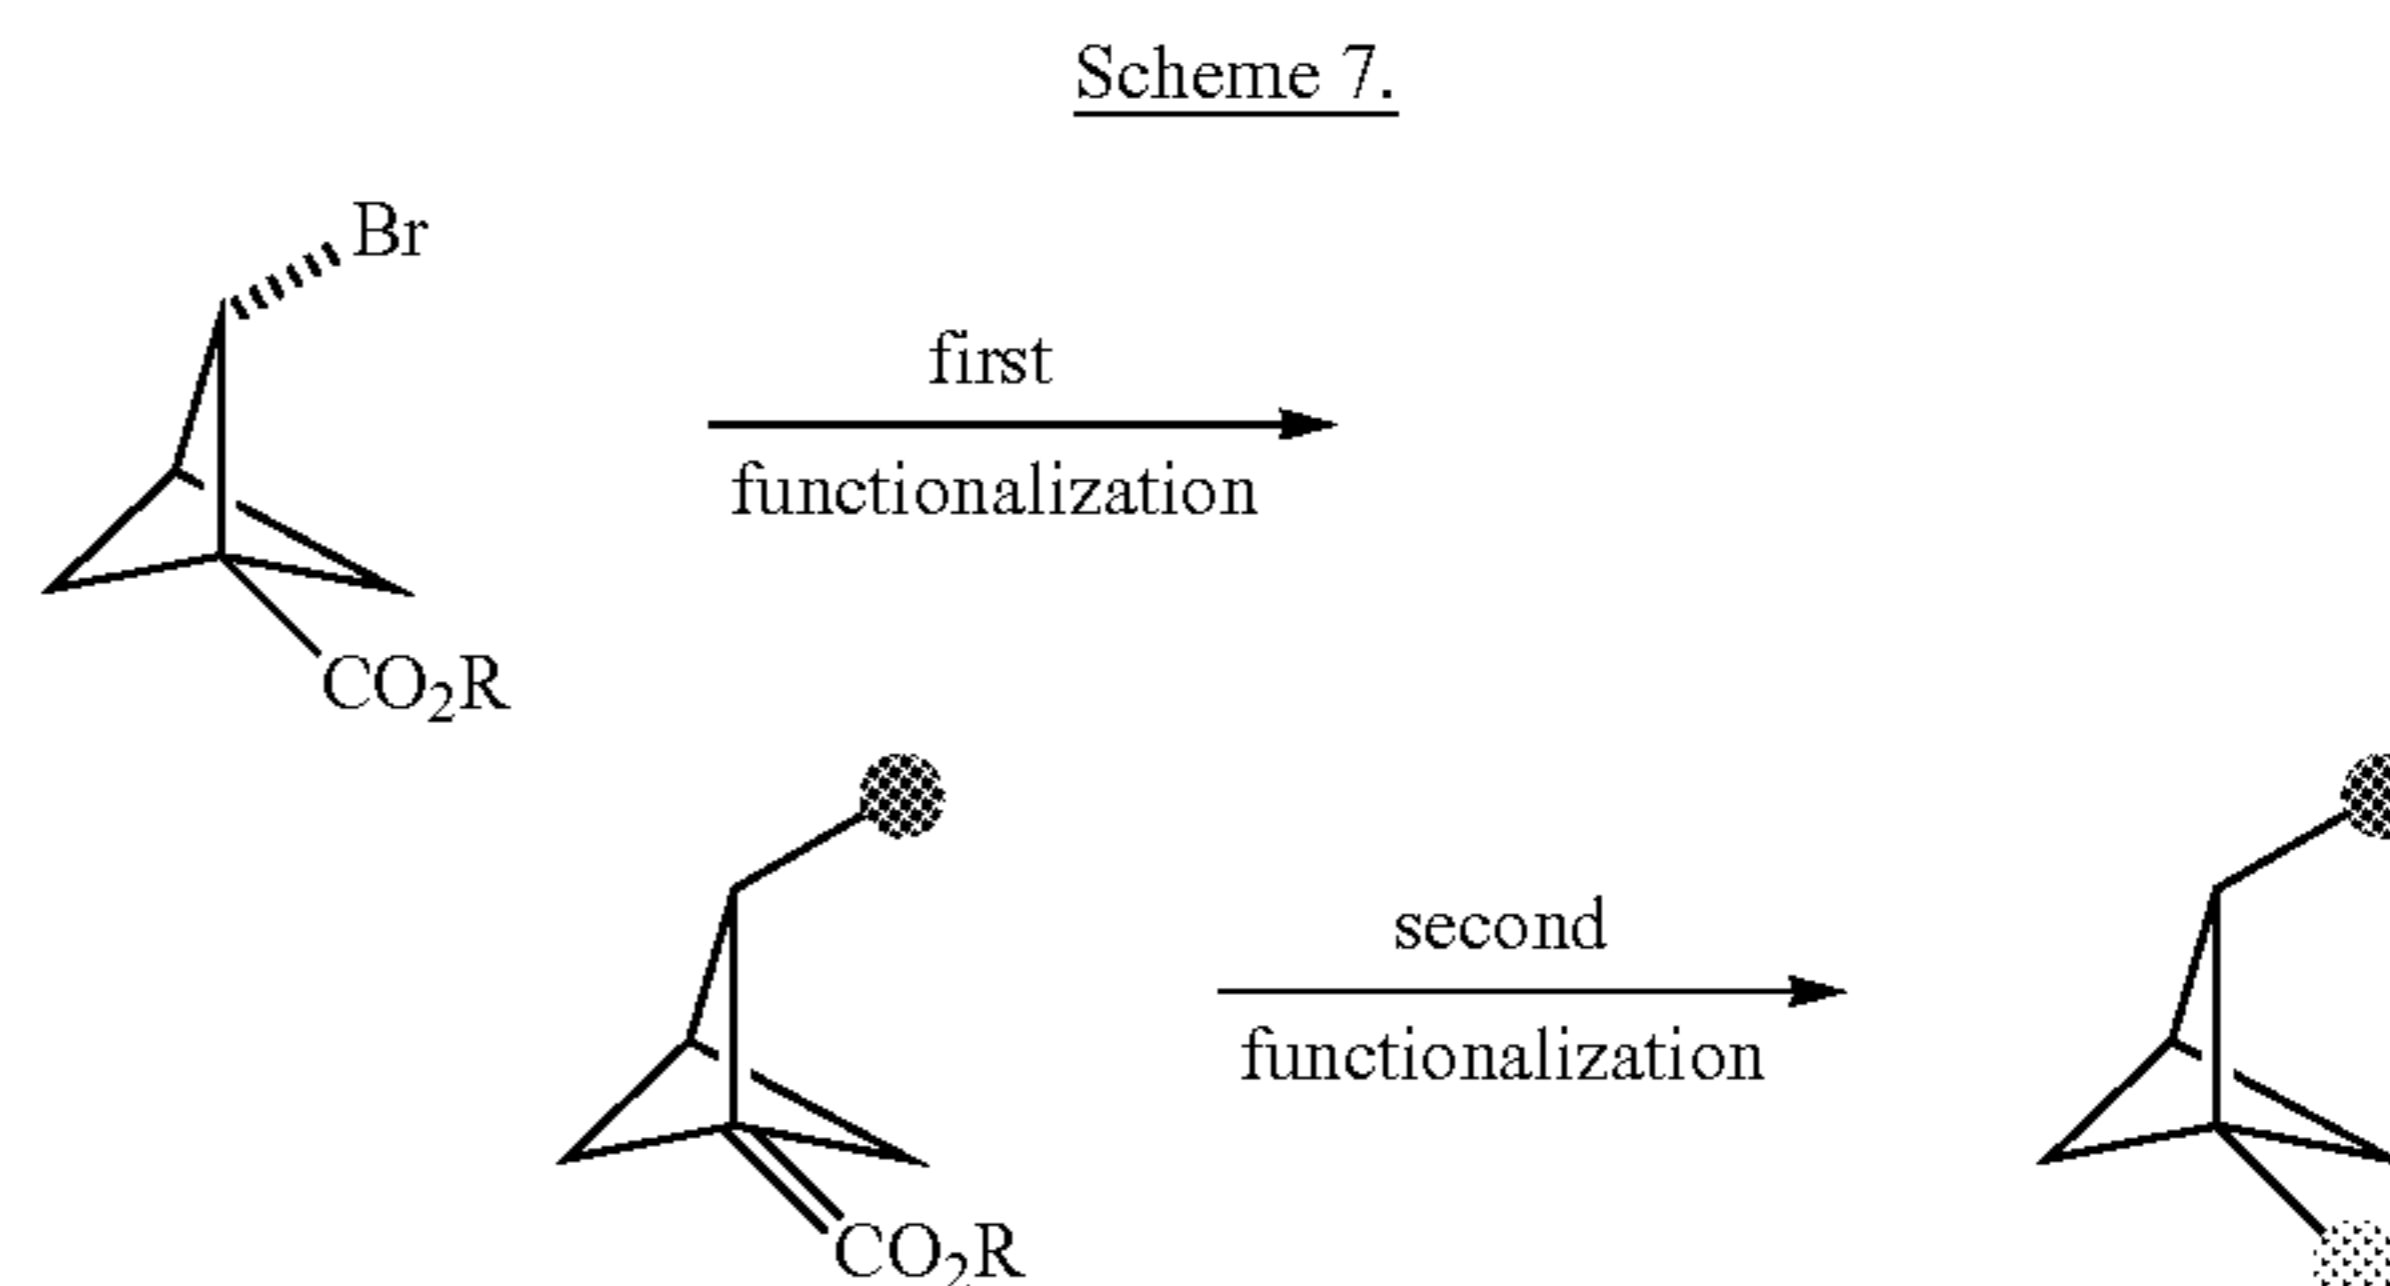 Scheme 7.
Br
first
functionalization
CO₂R
second
functionalization
CO₂R